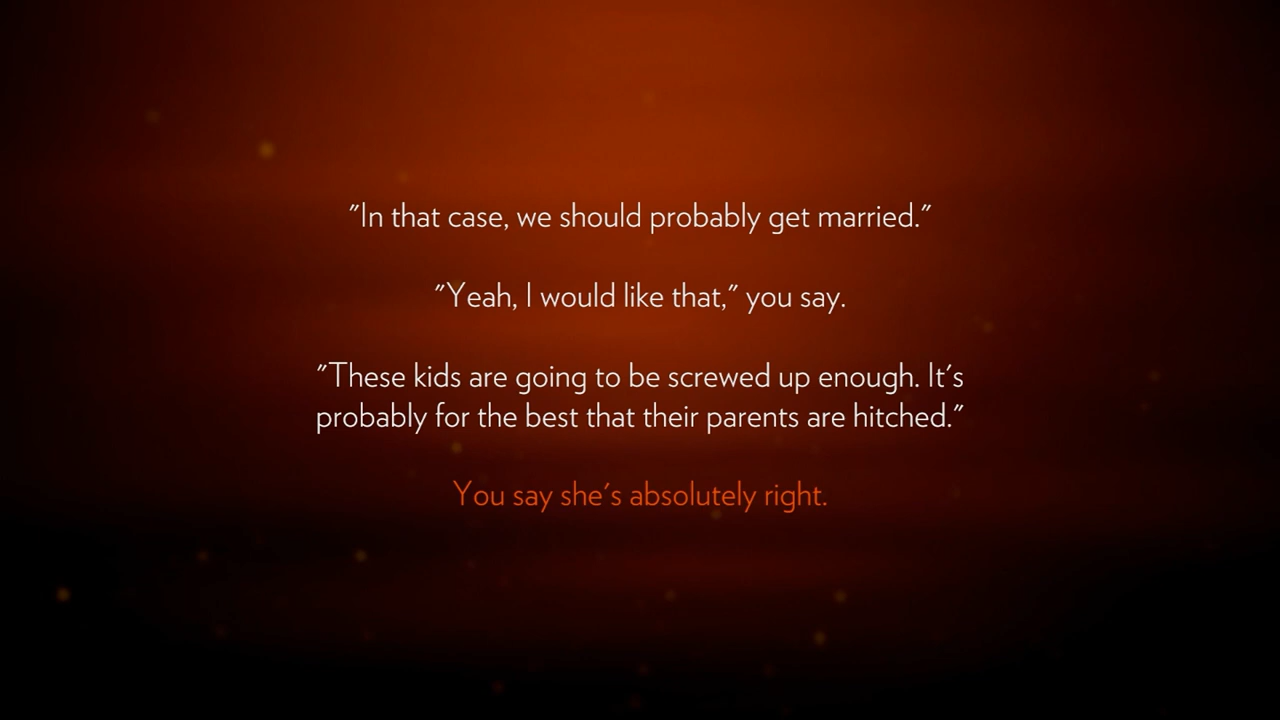 "In that case, we should probably get married."
"Yeah, I would like that," you say.
"These kids are going to be screwed up enough. It's
probably for the best that their parents are hitched."
You say she's absolutely right.